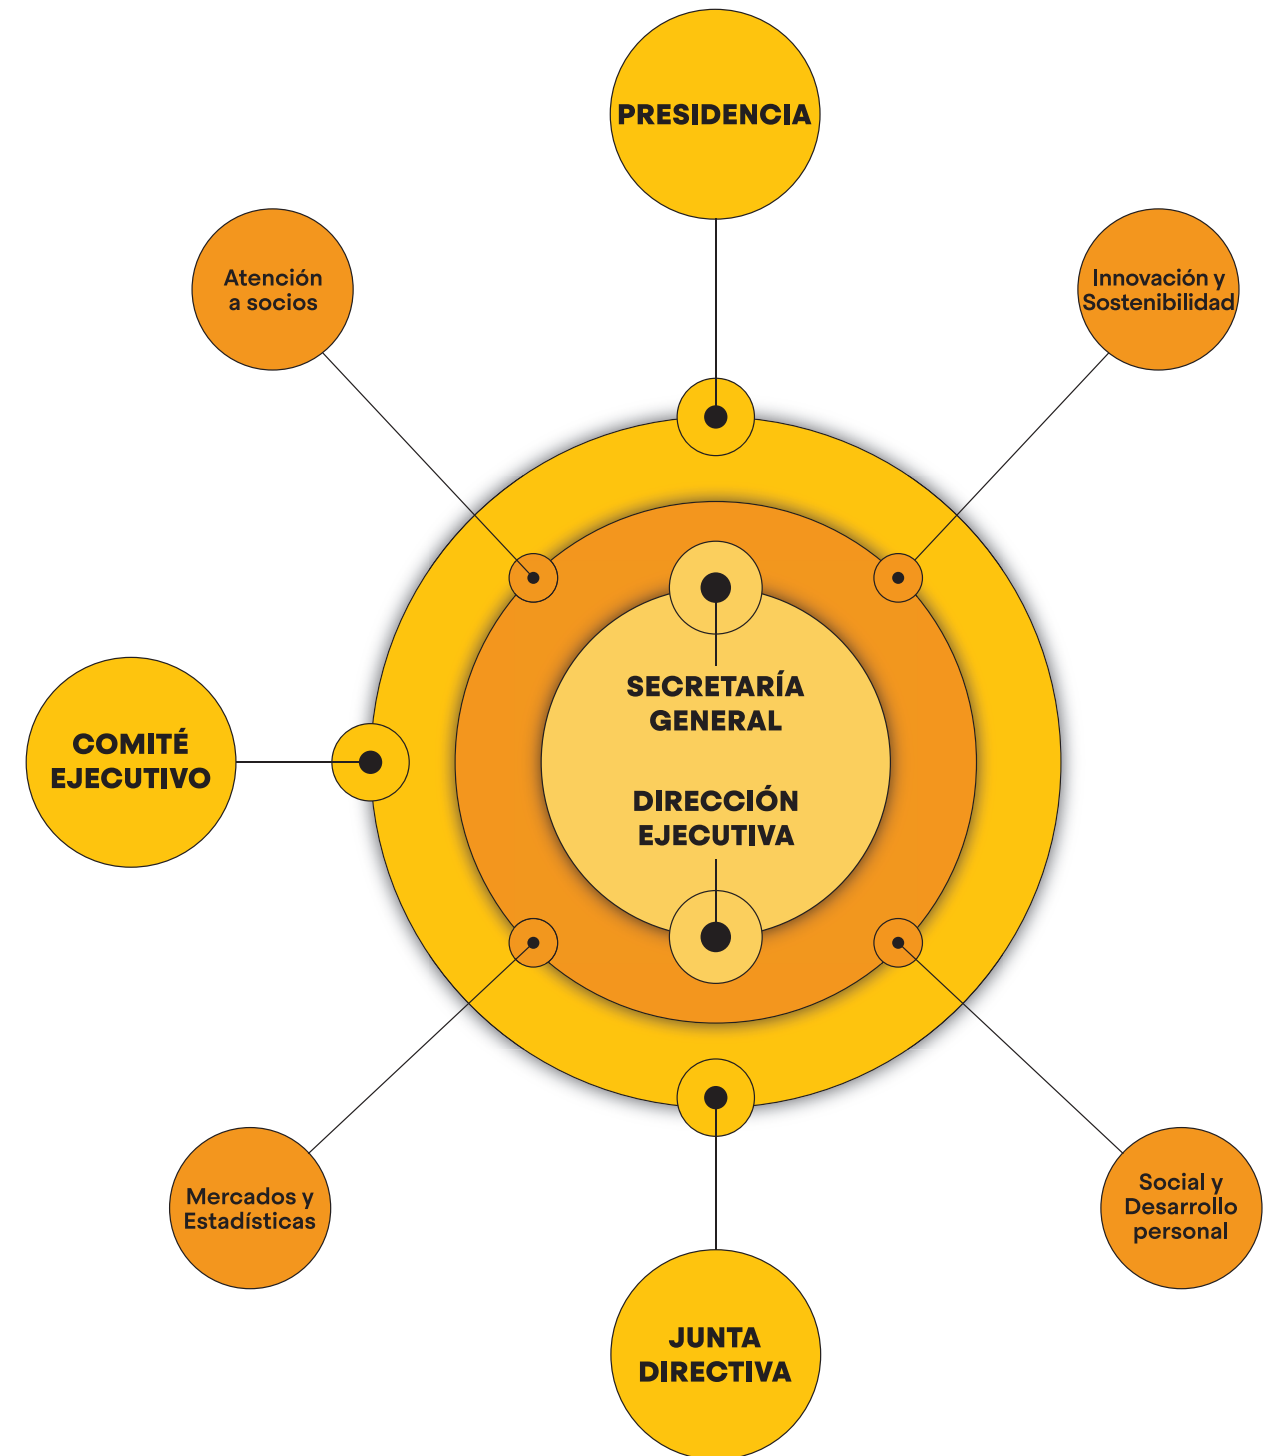 PRESIDENCIA
Atención
a socios
Innovación y
Sostenibilidad
SECRETARÍA
GENERAL
COMITÉ
EJECUTIVO
DIRECCIÓN
EJECUTIVA
Mercados y
Estadísticas
Social y
Desarrollo
personal
JUNTA
DIRECTIVA